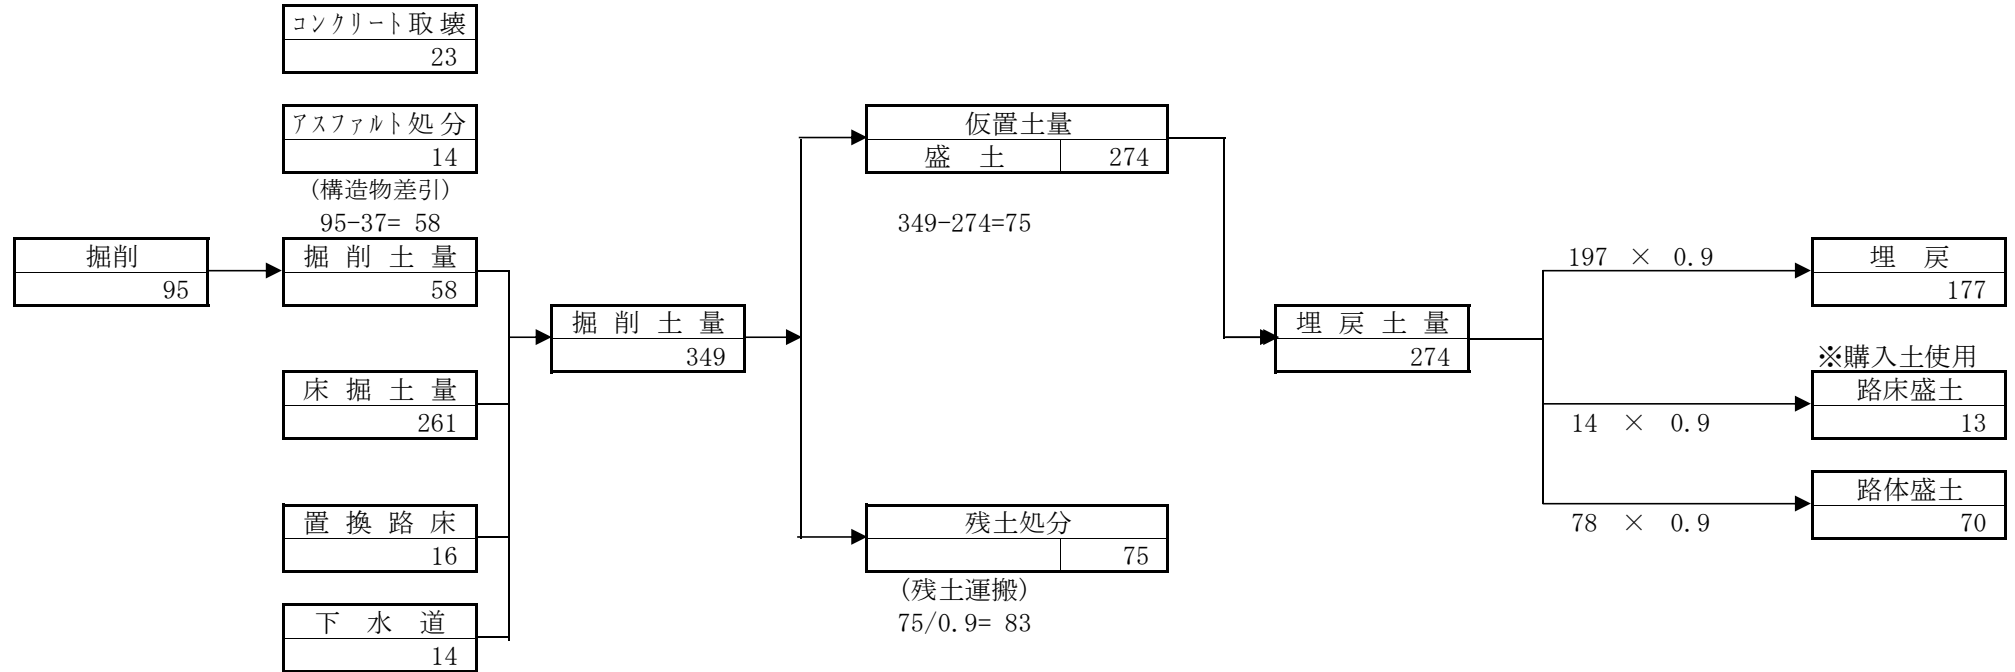 コンクリート取壊
23
アスファルト処分
14
(構造物差引)
95-37= 58
掘削
95
掘削土量
58
床掘土量
261
置換路床
16
下水道
14
掘削土量
349
仮置土量
盛土 274
349-274=75
残土処分
75
(残土運搬)
75/0.9= 83
埋戻土量
274
197 × 0.9
埋戻
177
※購入土使用
路床盛土
13
14 × 0.9
路体盛土
70
78 × 0.9